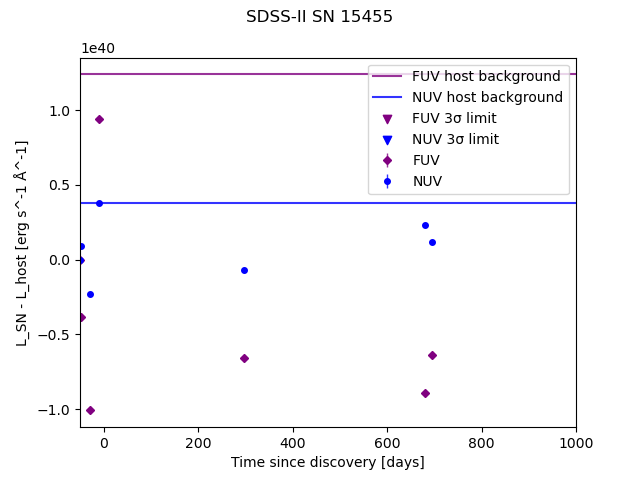 SDSS-II SN 15455
1e40
FUV host background
NUV host background
FUV 3σ limit
NUV 3σ limit
FUV
NUV
1.0
0.5
0.0
−0.5
−1.0
L_SN - L_host [erg s^-1 Å^-1]
0 200 400 600 800 1000
Time since discovery [days]